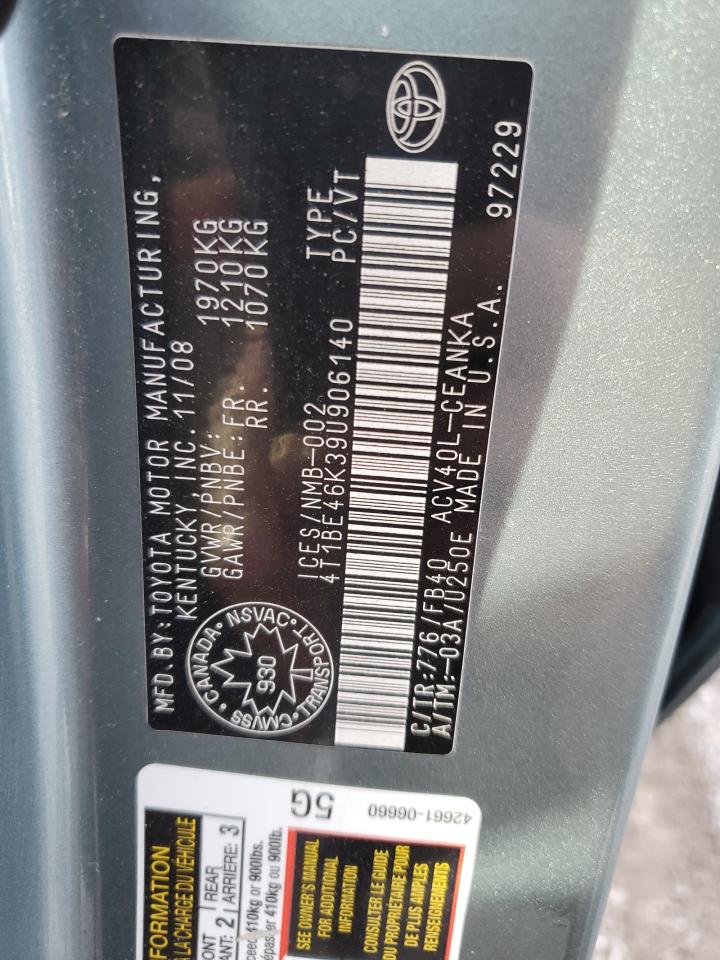 MFD.BY:TOYOTA MOTOR MANUFACTURING,
KENTUCKY, INC. 11/08
GVWR/PNBV: 1970KG
GAWR/PNBE: FR. 1210KG
RR. 1070KG
ICES/NMB-002 TYPE
4T1BE46K39U906140 PC/VT
CANADA • NSVAC • TRANSPORT • CMVSS •
930
C/TR:776/FB40 ACV40L-CEANKA
A/TM:-03A/U250E MADE IN U.S.A. 97229
5G
42661-06660
FORMATION
LA CHARGE DU VÉHICULE
ONT 2 REAR 3
ANT: ARRIÈRE:
ceed 410kg or 900lbs.
épasser 410kg ou 900lb.
SEE OWNER'S MANUAL
FOR ADDITIONAL
INFORMATION
CONSULTER LE GUIDE
DU PROPRIÉTAIRE POUR
DE PLUS AMPLES
RENSEIGNEMENTS